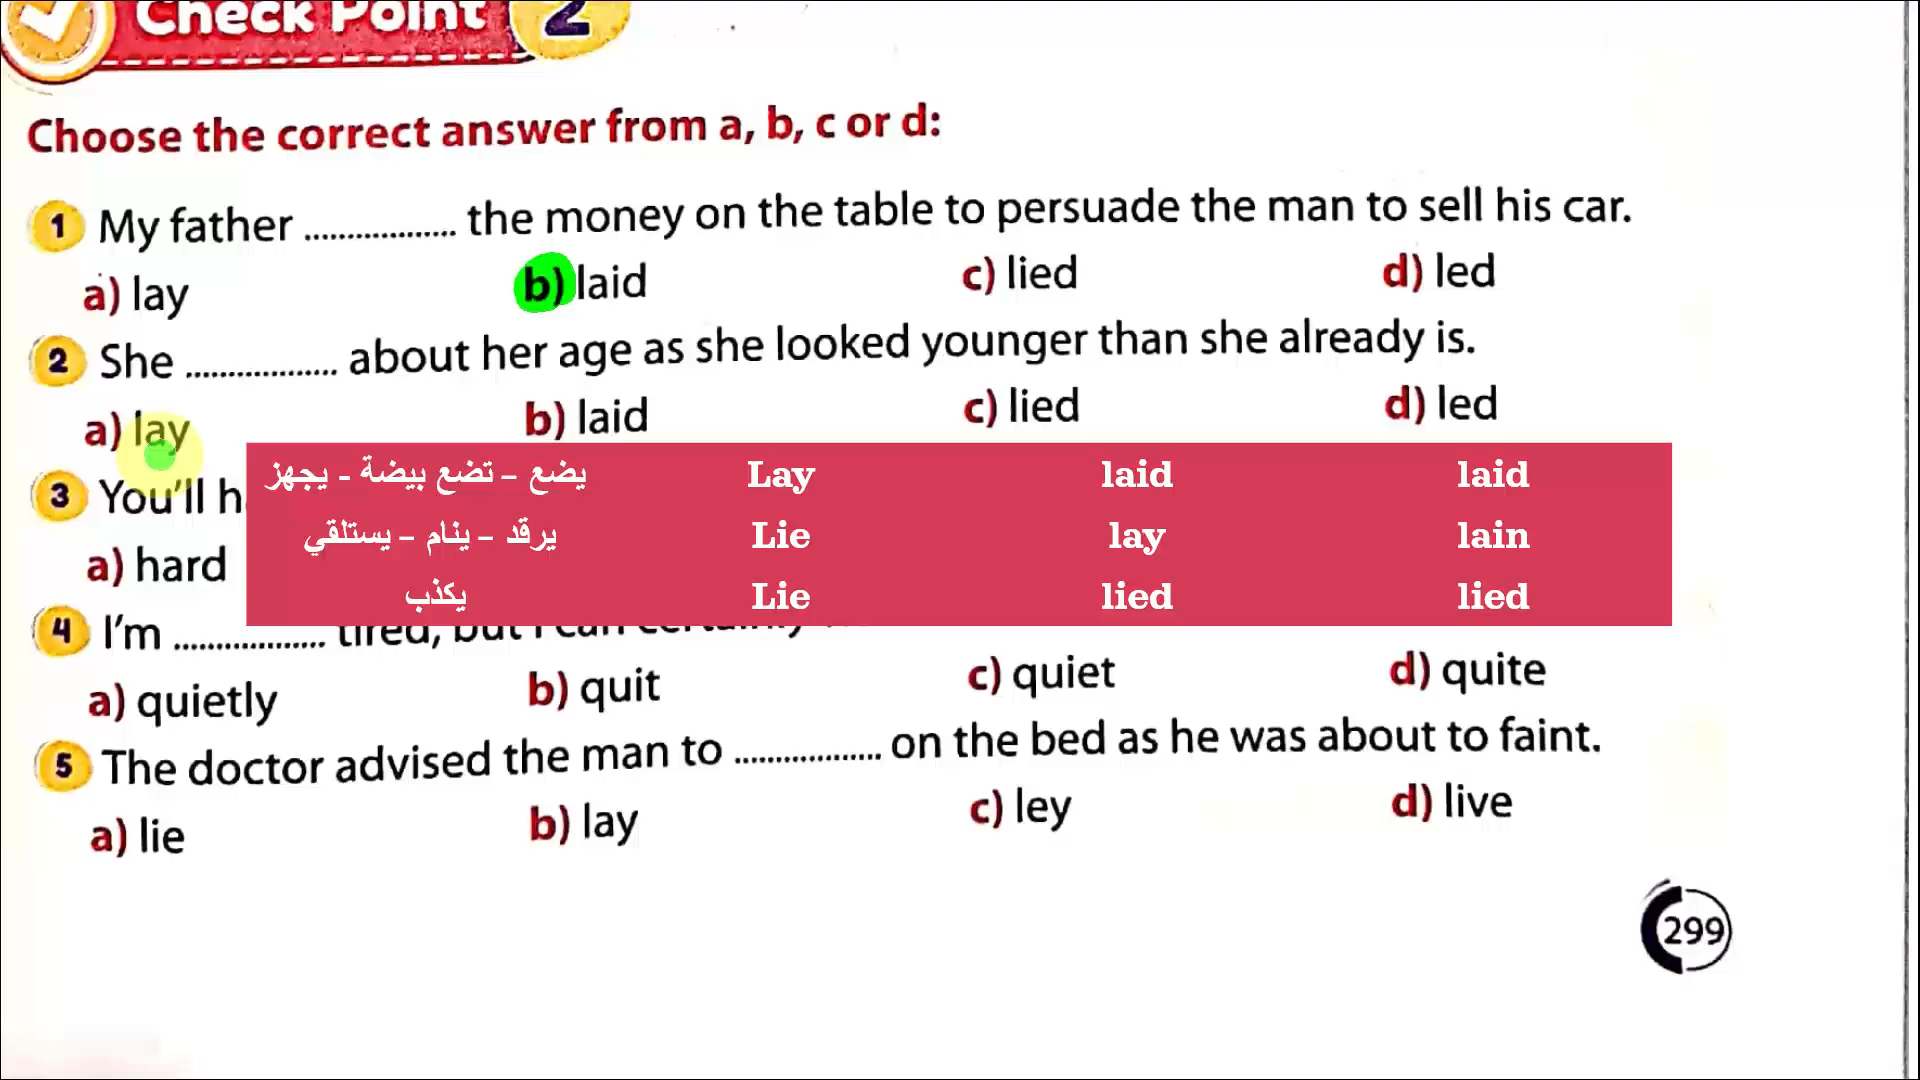 Check Point 2
Choose the correct answer from a, b, c or d:
1 My father .................. the money on the table to persuade the man to sell his car.
a) lay b) laid c) lied d) led
2 She .................. about her age as she looked younger than she already is.
a) lay b) laid c) lied d) led
يضع – تضع بيضة - يجهز Lay laid laid
3 You'll h
يرقد – ينام – يستلقي Lie lay lain
a) hard
يكذب Lie lied lied
4 I'm .................. tired, but I can certainly
a) quietly b) quit c) quiet d) quite
5 The doctor advised the man to .................. on the bed as he was about to faint.
a) lie b) lay c) ley d) live
299